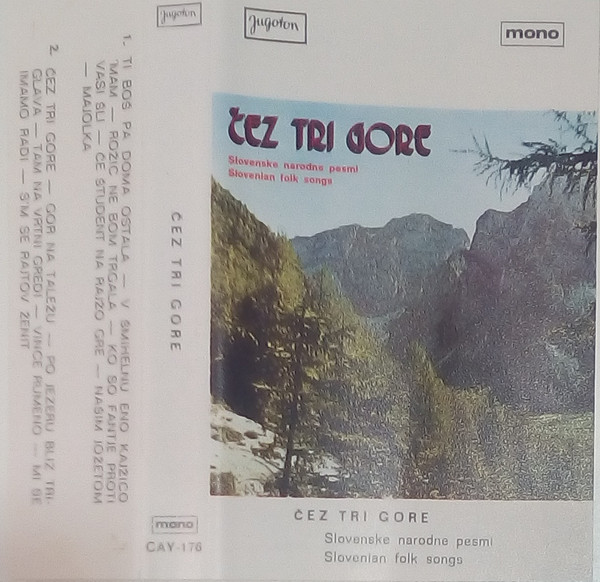 Jugoton
mono
ČEZ TRI GORE
Slovenske narodne pesmi
Slovenian folk songs
ČEZ TRI GORE
Slovenske narodne pesmi
Slovenian folk songs
Jugoton
ČEZ TRI GORE
mono
CAY-176
1. TI BOŠ PA DOMA OSTALA — V ŠMIHELNU ENO KAJŽICO
IMAM — ROŽIC NE BOM TRGALA — KO SO FANTJE PROTI
VASI ŠLI — ČE ŠTUDENT NA RAJŽO GRE — NAŠIM JOŽETOM
— MAJOLKA
2. ČEZ TRI GORE — GOR NA TALEŽU — PO JEZERU BLIZ TRI-
GLAVA — TAM NA VRTNI GREDI — VINCE RUMENO — MI SE
IMAMO RADI — S'M SE RAJTOV ŽENIT